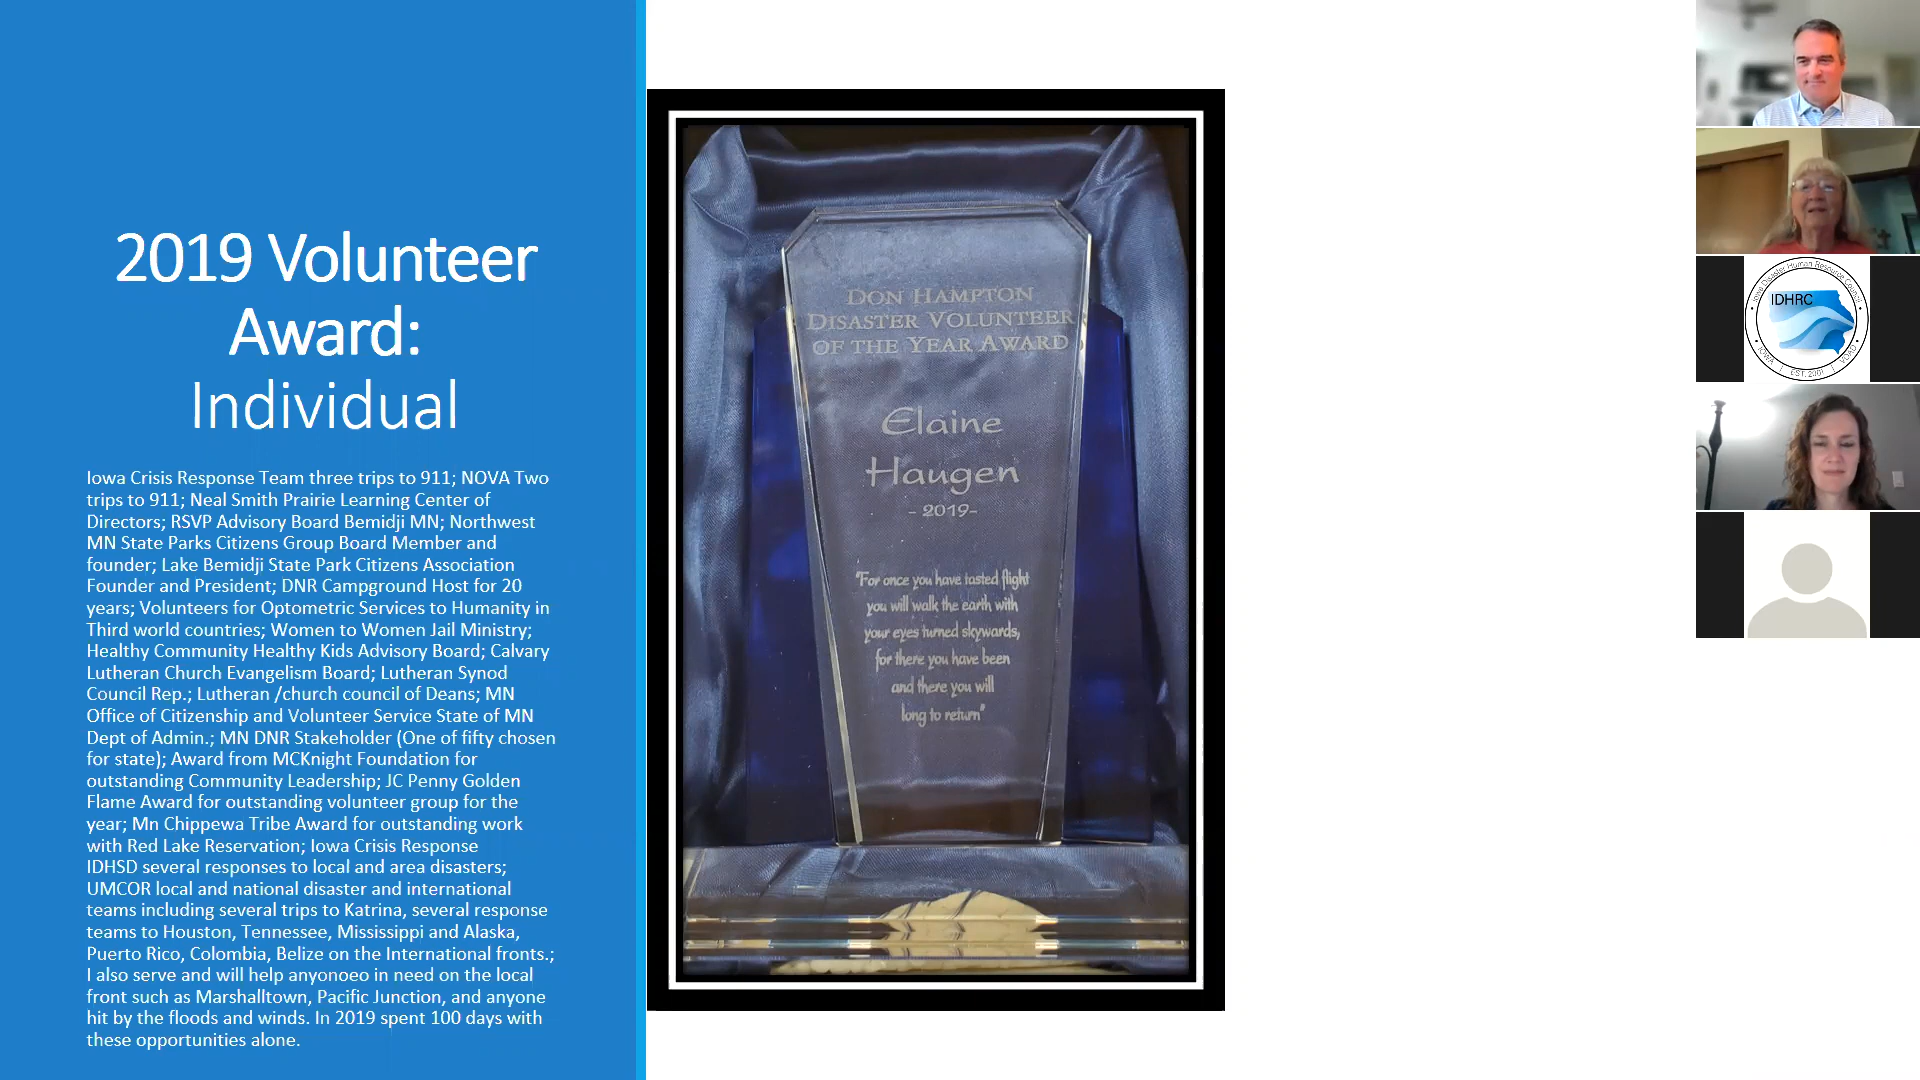 2019 Volunteer
Award:
Individual
Iowa Crisis Response Team three trips to 911; NOVA Two
trips to 911; Neal Smith Prairie Learning Center of
Directors; RSVP Advisory Board Bemidji MN; Northwest
MN State Parks Citizens Group Board Member and
founder; Lake Bemidji State Park Citizens Association
Founder and President; DNR Campground Host for 20
years; Volunteers for Optometric Services to Humanity in
Third world countries; Women to Women Jail Ministry;
Healthy Community Healthy Kids Advisory Board; Calvary
Lutheran Church Evangelism Board; Lutheran Synod
Council Rep.; Lutheran /church council of Deans; MN
Office of Citizenship and Volunteer Service State of MN
Dept of Admin.; MN DNR Stakeholder (One of fifty chosen
for state); Award from MCKnight Foundation for
outstanding Community Leadership; JC Penny Golden
Flame Award for outstanding volunteer group for the
year; Mn Chippewa Tribe Award for outstanding work
with Red Lake Reservation; Iowa Crisis Response
IDHSD several responses to local and area disasters;
UMCOR local and national disaster and international
teams including several trips to Katrina, several response
teams to Houston, Tennessee, Mississippi and Alaska,
Puerto Rico, Colombia, Belize on the International fronts.;
I also serve and will help anyonoeo in need on the local
front such as Marshalltown, Pacific Junction, and anyone
hit by the floods and winds. In 2019 spent 100 days with
these opportunities alone.
DON HAMPTON
DISASTER VOLUNTEER
OF THE YEAR AWARD
Elaine
Haugen
- 2019-
"For once you have tasted flight
you will walk the earth with
your eyes turned skywards,
for there you have been
and there you will
long to return"
Iowa Disaster Human Resource Council
IDHRC
IOWA | EST. 2001 | VOAD